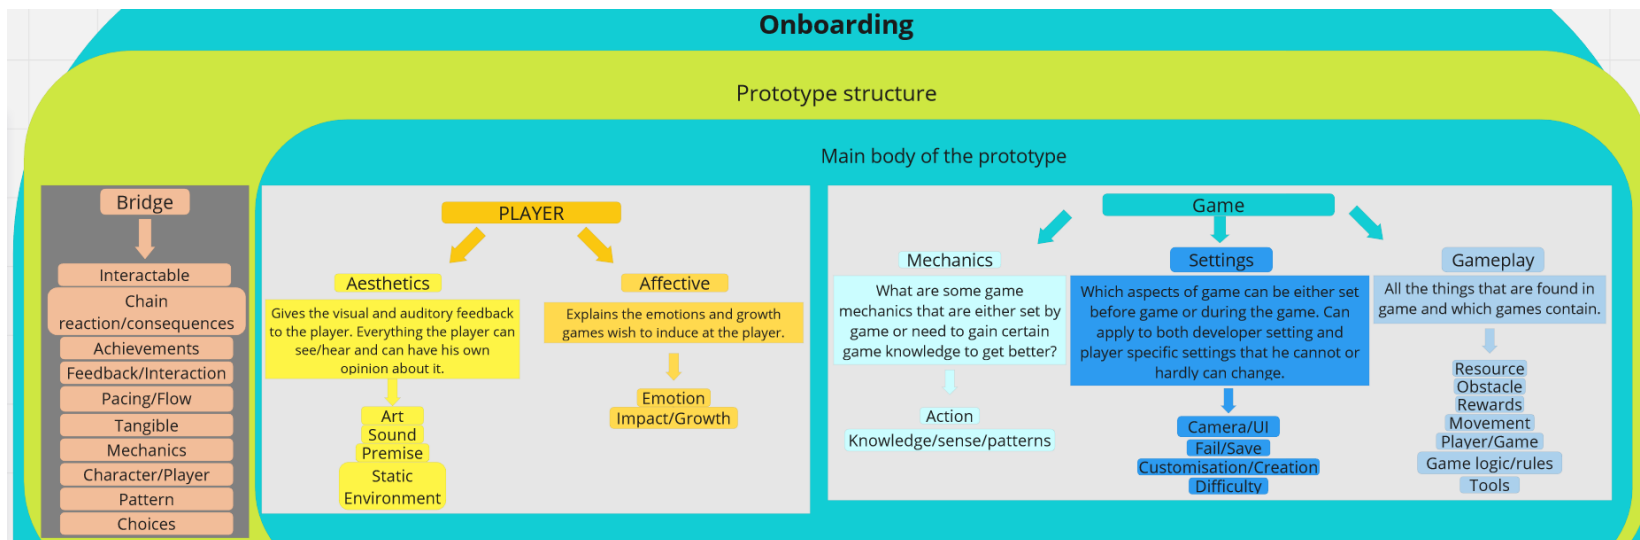 Onboarding
Prototype structure
Main body of the prototype
Bridge
Interactable
Chain
reaction/consequences
Achievements
Feedback/Interaction
Pacing/Flow
Tangible
Mechanics
Character/Player
Pattern
Choices
PLAYER
Aesthetics
Gives the visual and auditory feedback
to the player. Everything the player can
see/hear and can have his own
opinion about it.
Art
Sound
Premise
Static
Environment
Affective
Explains the emotions and growth
games wish to induce at the player.
Emotion
Impact/Growth
Game
Mechanics
What are some game
mechanics that are either set by
game or need to gain certain
game knowledge to get better?
Action
Knowledge/sense/patterns
Settings
Which aspects of game can be either set
before game or during the game. Can
apply to both developer setting and
player specific settings that he cannot or
hardly can change.
Camera/UI
Fail/Save
Customisation/Creation
Difficulty
Gameplay
All the things that are found in
game and which games contain.
Resource
Obstacle
Rewards
Movement
Player/Game
Game logic/rules
Tools